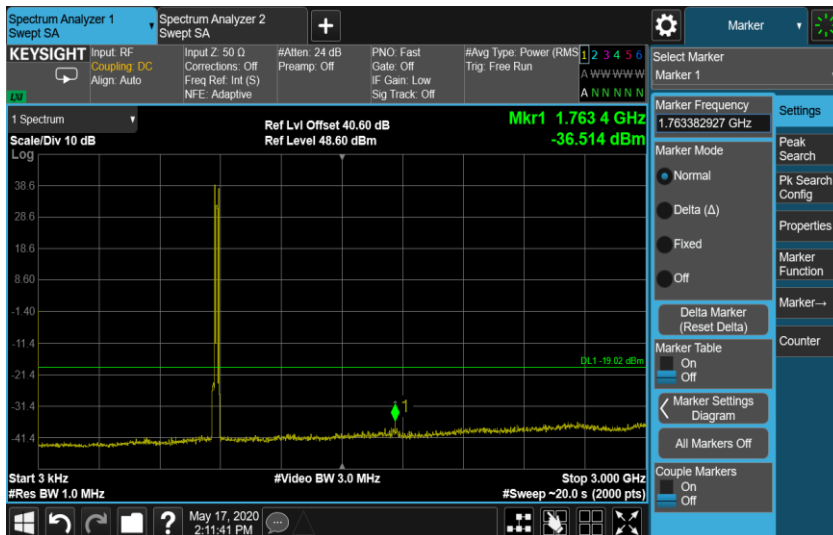 Spectrum Analyzer 1
Swept SA
Spectrum Analyzer 2
Swept SA
+
Marker
KEYSIGHT
Input: RF
Coupling: DC
Align: Auto
Input Z: 50 Ω
Corrections: Off
Freq Ref: Int (S)
NFE: Adaptive
#Atten: 24 dB
Preamp: Off
PNO: Fast
Gate: Off
IF Gain: Low
Sig Track: Off
#Avg Type: Power (RMS
Trig: Free Run
1 2 3 4 5 6
A W W W W W
A N N N N N
LXI
Select Marker
Marker 1
1 Spectrum
Scale/Div 10 dB
Log
Ref Lvl Offset 40.60 dB
Ref Level 48.60 dBm
Mkr1 1.763 4 GHz
-36.514 dBm
38.6
28.6
18.6
8.60
-1.40
-11.4
-21.4
-31.4
-41.4
DL1 -19.02 dBm
1
Start 3 kHz
#Res BW 1.0 MHz
#Video BW 3.0 MHz
Stop 3.000 GHz
#Sweep ~20.0 s (2000 pts)
Marker Frequency
1.763382927 GHz
Marker Mode
Normal
Delta (Δ)
Fixed
Off
Delta Marker
(Reset Delta)
Marker Table
On
Off
Marker Settings
Diagram
All Markers Off
Couple Markers
On
Off
Settings
Peak
Search
Pk Search
Config
Properties
Marker
Function
Marker→
Counter
?
May 17, 2020
2:11:41 PM